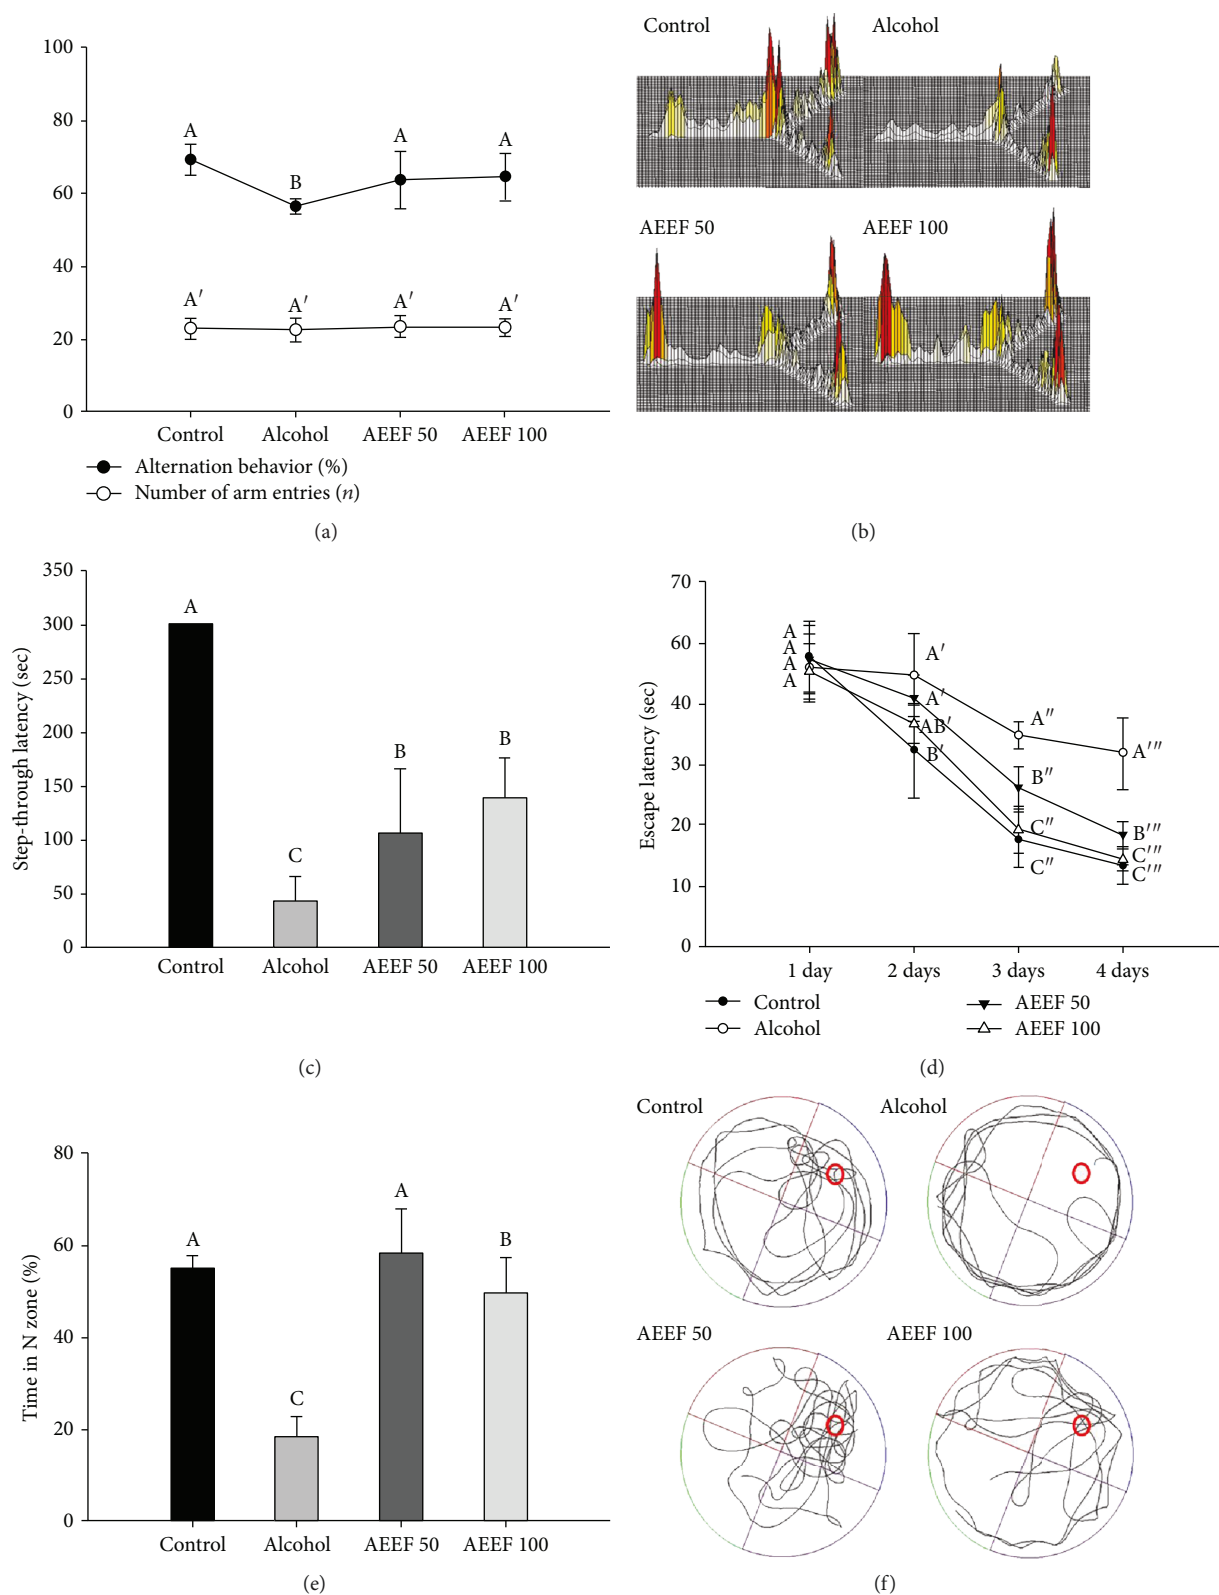 100
80
60
40
20
0
A
B
A
A
A′
A′
A′
A′
Control
Alcohol
AEEF 50
AEEF 100
Alternation behavior (%)
Number of arm entries (n)
(a)
Control
Alcohol
AEEF 50
AEEF 100
(b)
Step-through latency (sec)
350
300
250
200
150
100
50
0
A
C
B
B
Control
Alcohol
AEEF 50
AEEF 100
(c)
Escape latency (sec)
70
60
50
40
30
20
10
0
A
A
A
A
A′
A′
AB′
B′
A″
B″
C″
C″
A‴
B‴
C‴
C‴
1 day
2 days
3 days
4 days
Control
Alcohol
AEEF 50
AEEF 100
(d)
Time in N zone (%)
80
60
40
20
0
A
C
A
B
Control
Alcohol
AEEF 50
AEEF 100
(e)
Control
Alcohol
AEEF 50
AEEF 100
(f)